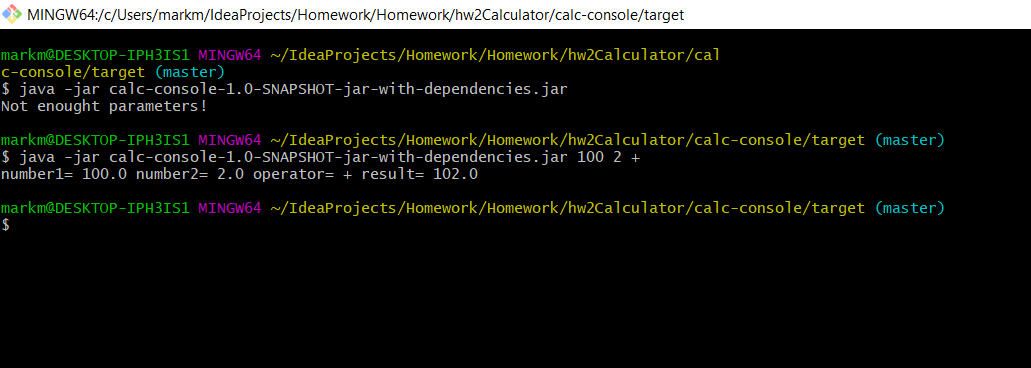 MINGW64:/c/Users/markm/IdeaProjects/Homework/Homework/hw2Calculator/calc-console/target
markm@DESKTOP-IPH3IS1 MINGW64 ~/IdeaProjects/Homework/Homework/hw2Calculator/cal
c-console/target (master)
$ java -jar calc-console-1.0-SNAPSHOT-jar-with-dependencies.jar
Not enought parameters!
markm@DESKTOP-IPH3IS1 MINGW64 ~/IdeaProjects/Homework/Homework/hw2Calculator/calc-console/target (master)
$ java -jar calc-console-1.0-SNAPSHOT-jar-with-dependencies.jar 100 2 +
number1= 100.0 number2= 2.0 operator= + result= 102.0
markm@DESKTOP-IPH3IS1 MINGW64 ~/IdeaProjects/Homework/Homework/hw2Calculator/calc-console/target (master)
$